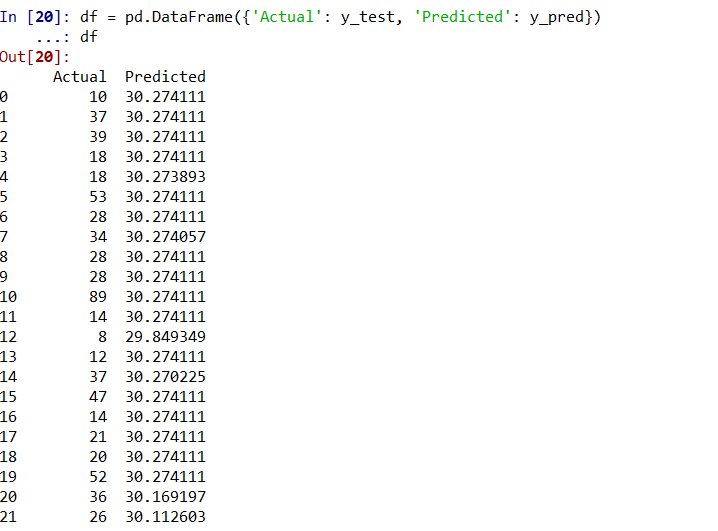 In [20]: df = pd.DataFrame({'Actual': y_test, 'Predicted': y_pred})
    ...: df
Out[20]:
     Actual  Predicted
0        10  30.274111
1        37  30.274111
2        39  30.274111
3        18  30.274111
4        18  30.273893
5        53  30.274111
6        28  30.274111
7        34  30.274057
8        28  30.274111
9        28  30.274111
10       89  30.274111
11       14  30.274111
12        8  29.849349
13       12  30.274111
14       37  30.270225
15       47  30.274111
16       14  30.274111
17       21  30.274111
18       20  30.274111
19       52  30.274111
20       36  30.169197
21       26  30.112603